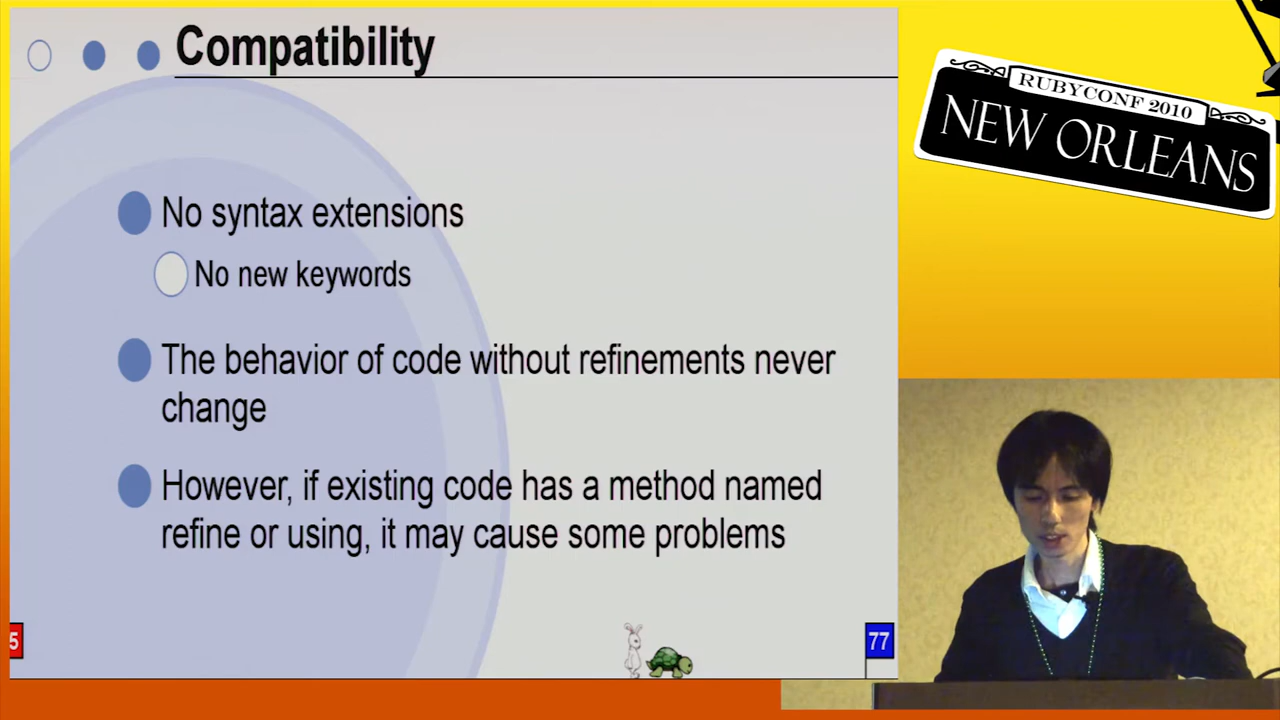 Compatibility
No syntax extensions
No new keywords
The behavior of code without refinements never
change
However, if existing code has a method named
refine or using, it may cause some problems
5
77
RUBYCONF 2010
NEW ORLEANS